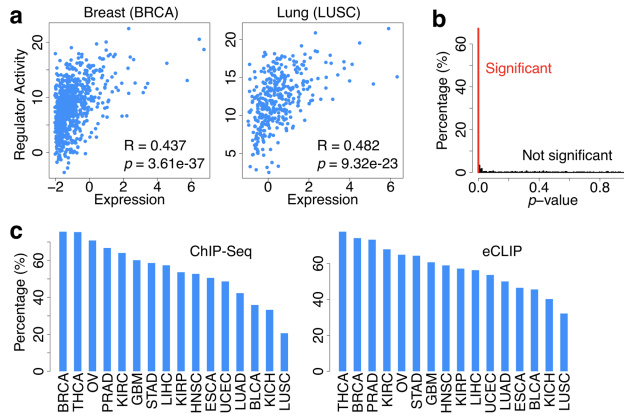 a
Breast (BRCA)
Lung (LUSC)
Regulator Activity
20
10
0
R = 0.437
p = 3.61e-37
-2 0 2 4 6
Expression
20
15
10
5
R = 0.482
p = 9.32e-23
0 2 4 6
Expression
b
Percentage (%)
60
40
20
0
Significant
Not significant
0.0 0.4 0.8
p-value
c
ChIP-Seq
Percentage (%)
60
40
20
0
BRCA
THCA
OV
PRAD
KIRC
GBM
STAD
LIHC
KIRP
HNSC
ESCA
UCEC
LUAD
BLCA
KICH
LUSC
eCLIP
60
40
20
0
THCA
BRCA
PRAD
KIRC
OV
STAD
GBM
HNSC
KIRP
LIHC
UCEC
LUAD
ESCA
BLCA
KICH
LUSC